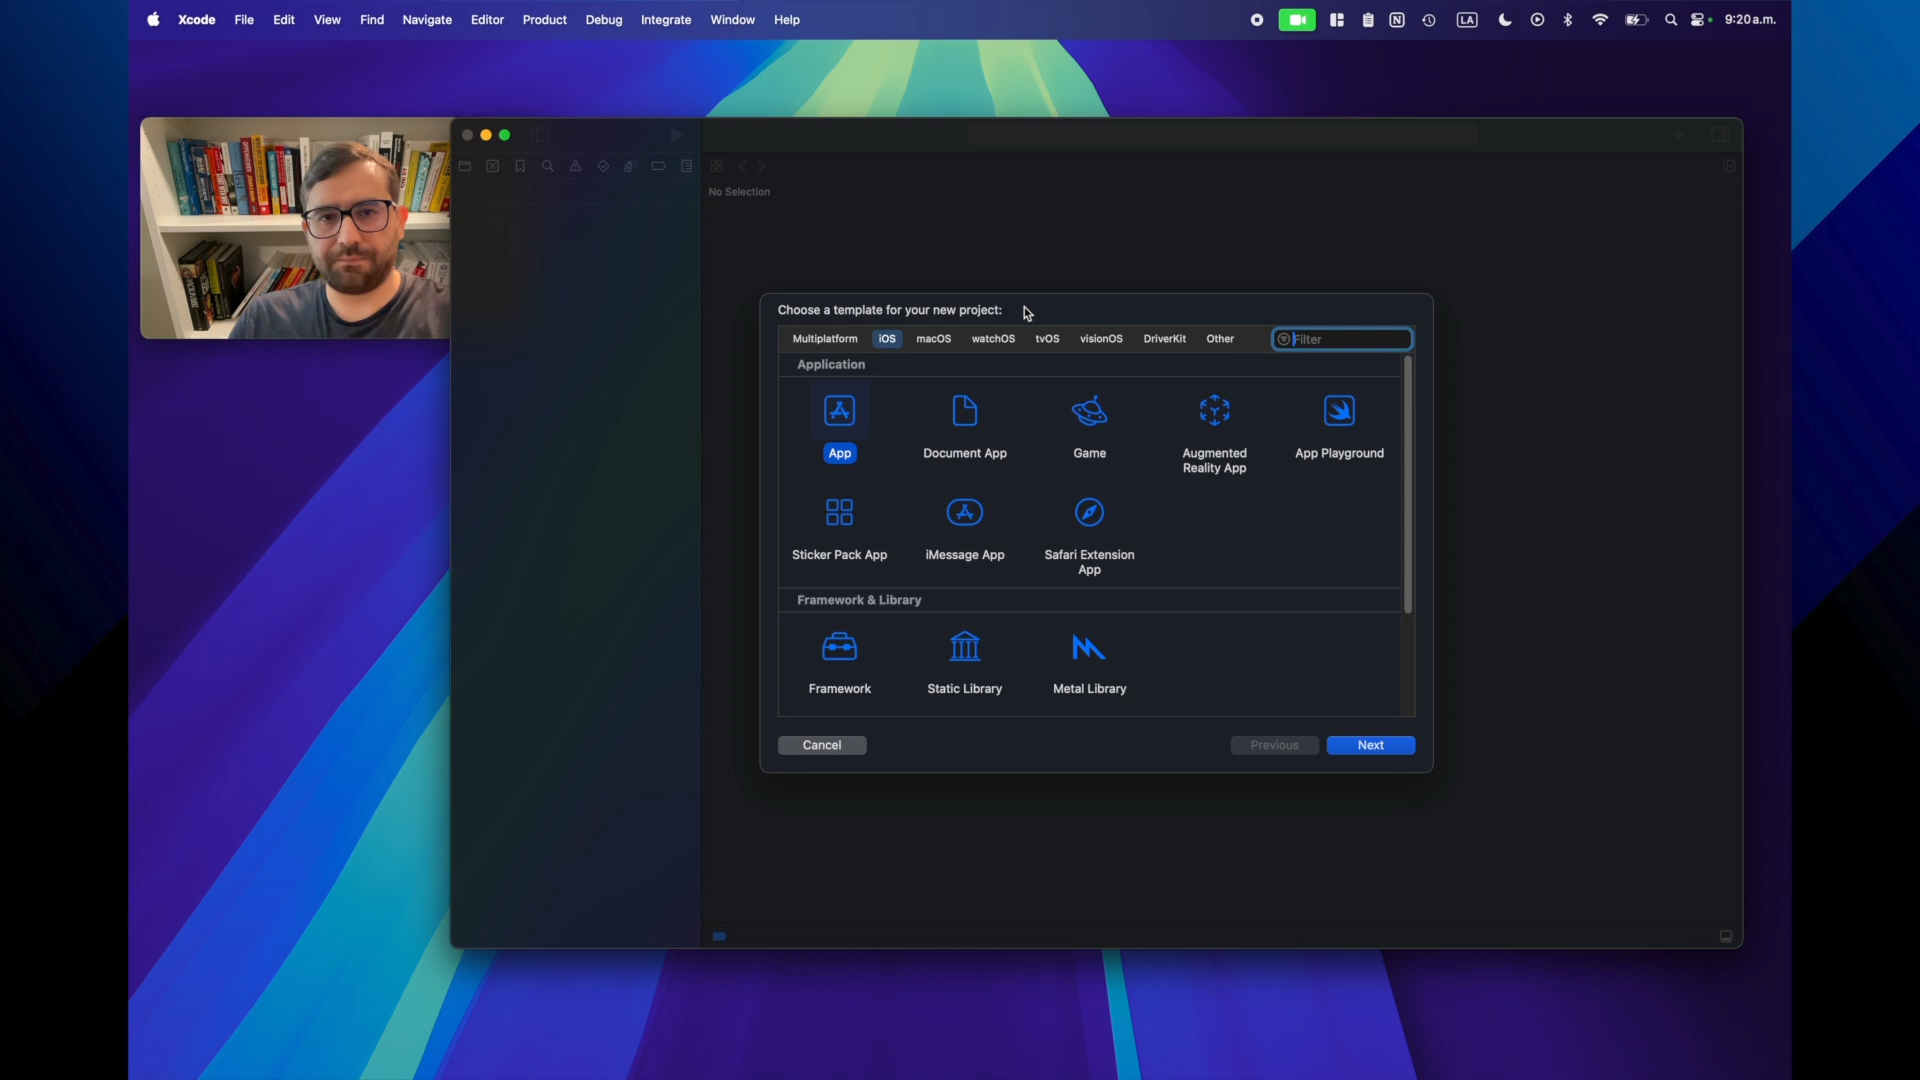 Xcode File Edit View Find Navigate Editor Product Debug Integrate Window Help LA 9:20 a.m.
No Selection
Choose a template for your new project:
Multiplatform iOS macOS watchOS tvOS visionOS DriverKit Other Filter
Application
App Document App Game Augmented Reality App App Playground
Sticker Pack App iMessage App Safari Extension App
Framework & Library
Framework Static Library Metal Library
Cancel Previous Next